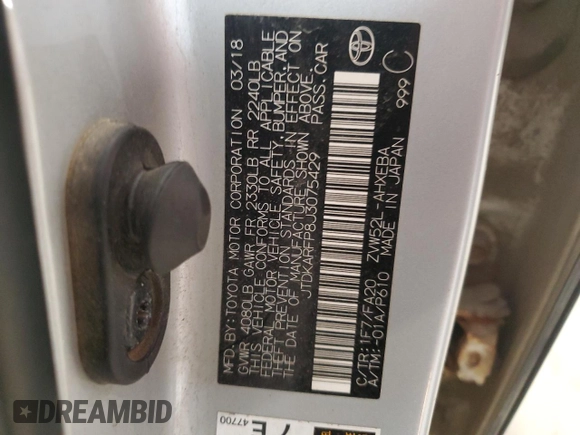 MFD. BY: TOYOTA MOTOR CORPORATION 03/18
GVWR 4080LB GAWR FR 2330LB RR 2240LB
THIS VEHICLE CONFORMS TO ALL APPLICABLE
FEDERAL MOTOR VEHICLE SAFETY, BUMPER, AND
THEFT PREVENTION STANDARDS IN EFFECT ON
THE DATE OF MANUFACTURE SHOWN ABOVE.
JTDKARFP8J3075429 PASS. CAR
C/TR: 1F7/FA20 ZVW52L-AHXEBA
A/TM: -01A/P610 MADE IN JAPAN
999 C
47700
7E
DREAMBID